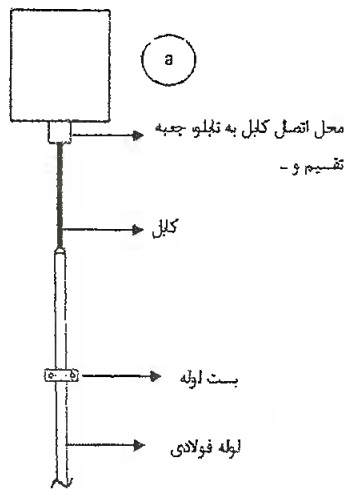 a
محل اتصال کابل به تابلو، جعبه
تقسیم و -
کابل
بست لوله
لوله فولادی